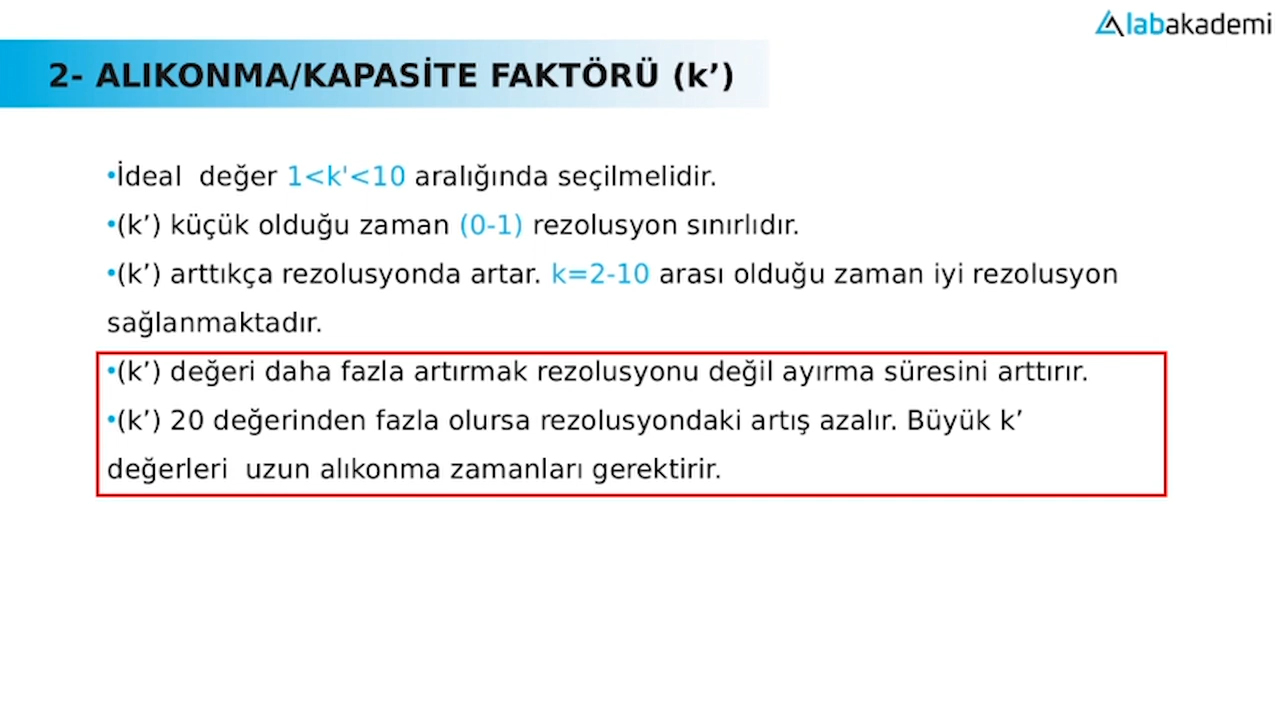 labakademi
2- ALIKONMA/KAPASİTE FAKTÖRÜ (k’)
•İdeal değer 1<k'<10 aralığında seçilmelidir.
•(k’) küçük olduğu zaman (0-1) rezolusyon sınırlıdır.
•(k’) arttıkça rezolusyonda artar. k=2-10 arası olduğu zaman iyi rezolusyon
sağlanmaktadır.
•(k’) değeri daha fazla artırmak rezolusyonu değil ayırma süresini arttırır.
•(k’) 20 değerinden fazla olursa rezolusyondaki artış azalır. Büyük k’
değerleri uzun alıkonma zamanları gerektirir.